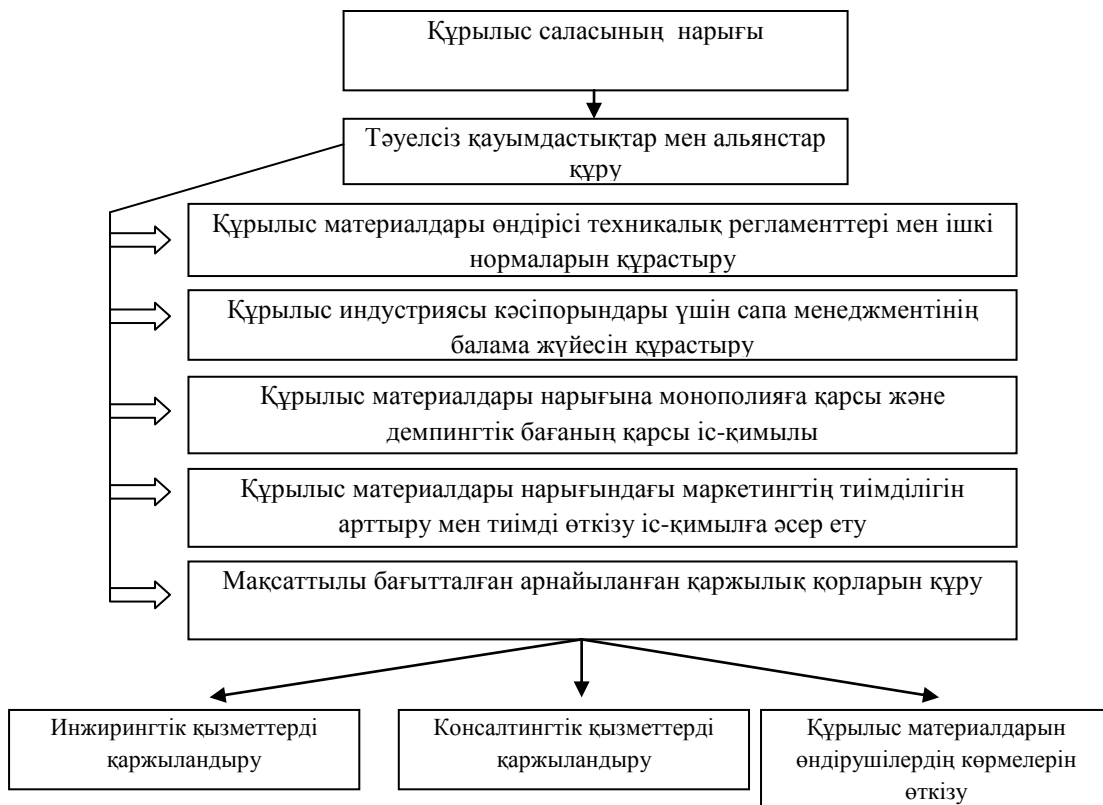 Құрылыс саласының нарығы
Тәуелсіз қауымдастықтар мен альянстар
құру
Құрылыс материалдары өндірісі техникалық регламенттері мен ішкі
нормаларын құрастыру
Құрылыс индустриясы кәсіпорындары үшін сапа менеджментінің
балама жүйесін құрастыру
Құрылыс материалдары нарығына монополияға қарсы және
демпингтік бағаның қарсы іс-қимылы
Құрылыс материалдары нарығындағы маркетингтің тиімділігін
арттыру мен тиімді өткізу іс-қимылға әсер ету
Мақсаттылы бағытталған арнайыланған қаржылық қорларын құру
Инжирингтік қызметтерді
қаржыландыру
Консалтингтік қызметтерді
қаржыландыру
Құрылыс материалдарын
өндірушілердің көрмелерін
өткізу